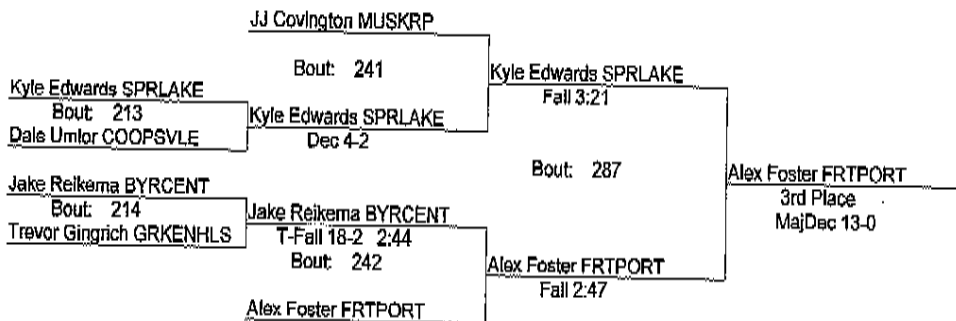 JJ Covington MUSKRP
Bout: 241
Kyle Edwards SPRLAKE
Fall 3:21
Kyle Edwards SPRLAKE
Bout: 213
Kyle Edwards SPRLAKE
Dec 4-2
Dale Umlor COOPSVLE
Bout: 287
Alex Foster FRTPORT
3rd Place
MajDec 13-0
Jake Reikema BYRCENT
Bout: 214
Jake Reikema BYRCENT
T-Fall 18-2 2:44
Trevor Gingrich GRKENHLS
Bout: 242
Alex Foster FRTPORT
Fall 2:47
Alex Foster FRTPORT